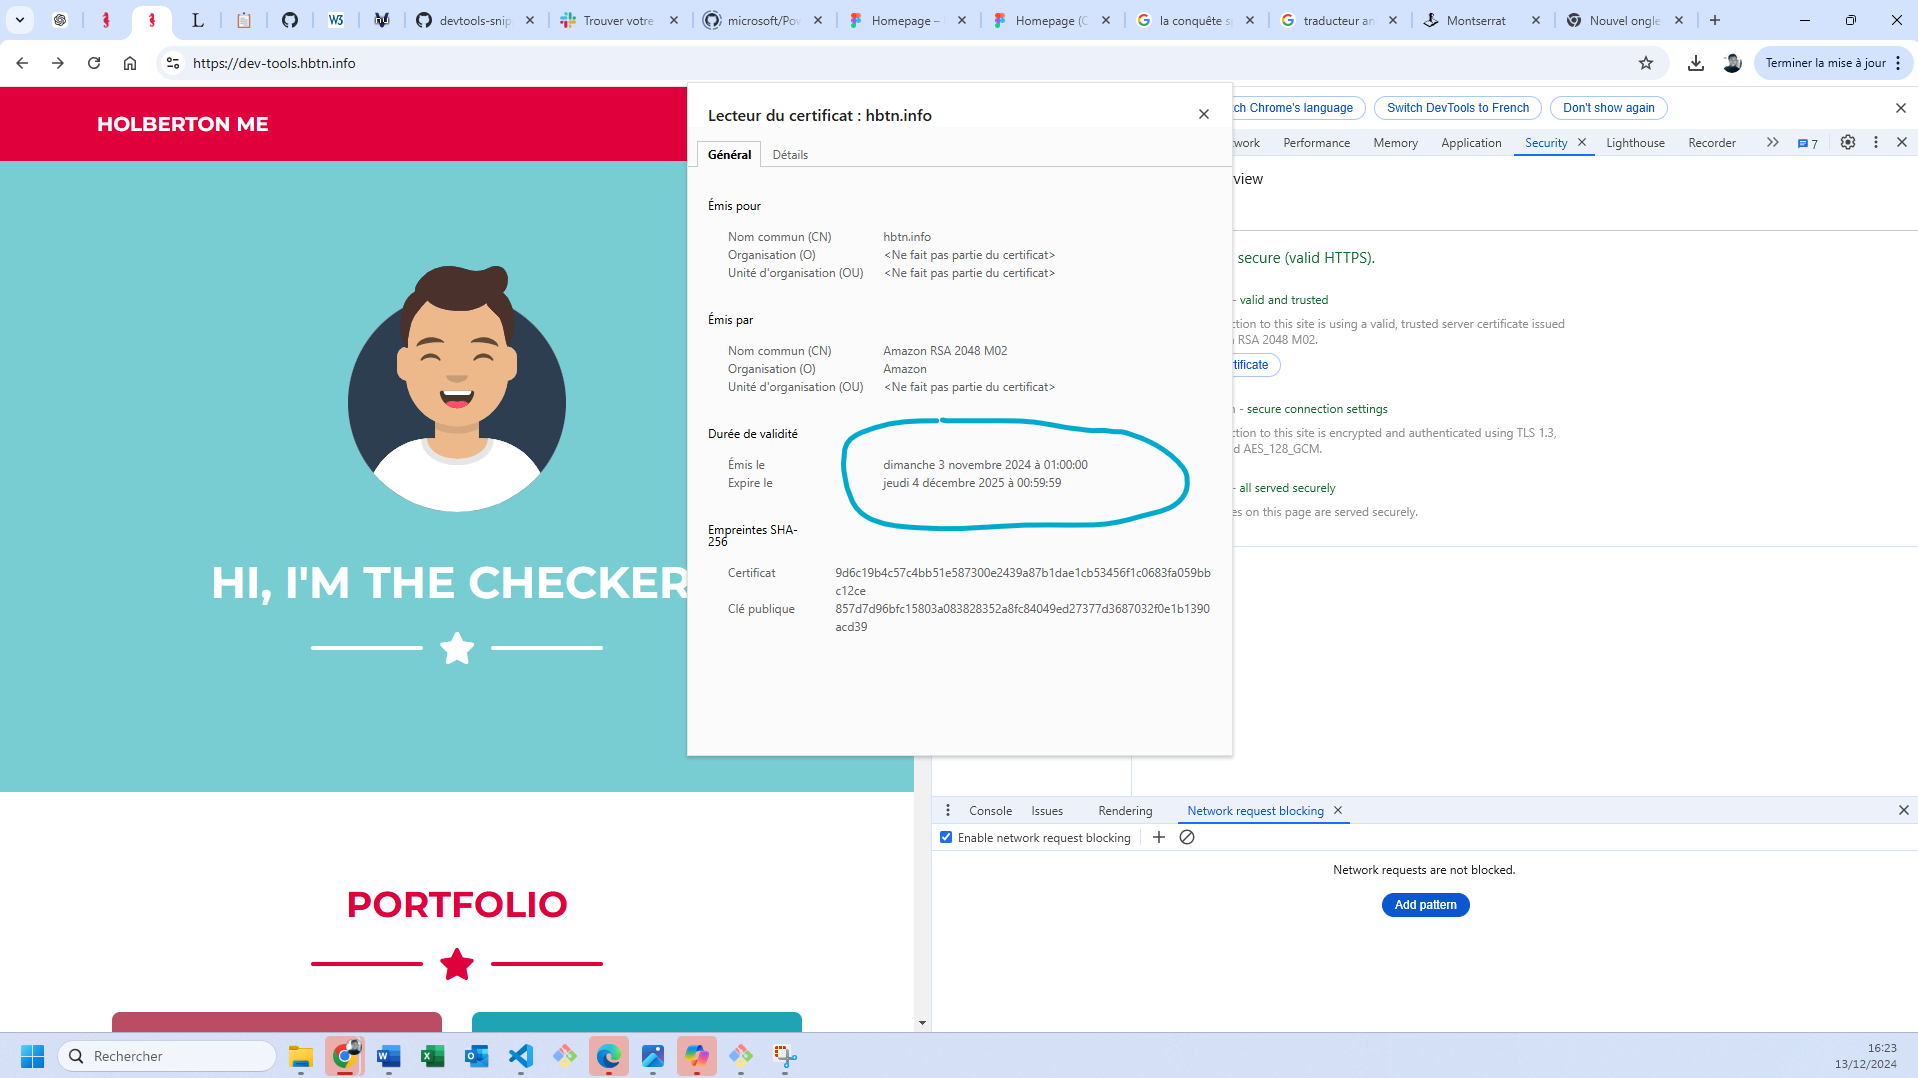 devtools-snip
Trouver votre
microsoft/Pow
Homepage –
Homepage (C
la conquête s
traducteur an
Montserrat
Nouvel ongle
https://dev-tools.hbtn.info
Terminer la mise à jour
HOLBERTON ME
HI, I'M THE CHECKER
PORTFOLIO
Lecteur du certificat : hbtn.info
Général Détails
Émis pour
Nom commun (CN) hbtn.info
Organisation (O) <Ne fait pas partie du certificat>
Unité d'organisation (OU) <Ne fait pas partie du certificat>
Émis par
Nom commun (CN) Amazon RSA 2048 M02
Organisation (O) Amazon
Unité d'organisation (OU) <Ne fait pas partie du certificat>
Durée de validité
Émis le dimanche 3 novembre 2024 à 01:00:00
Expire le jeudi 4 décembre 2025 à 00:59:59
Empreintes SHA-
256
Certificat 9d6c19b4c57c4bb51e587300e2439a87b1dae1cb53456f1c0683fa059bb
c12ce
Clé publique 857d7d96bfc15803a083828352a8fc84049ed27377d3687032f0e1b1390
acd39
ch Chrome's language Switch DevTools to French Don't show again
work Performance Memory Application Security Lighthouse Recorder 7
view
secure (valid HTTPS).
- valid and trusted
ction to this site is using a valid, trusted server certificate issued
RSA 2048 M02.
rtificate
- secure connection settings
ction to this site is encrypted and authenticated using TLS 1.3,
d AES_128_GCM.
- all served securely
es on this page are served securely.
Console Issues Rendering Network request blocking
Enable network request blocking
Network requests are not blocked.
Add pattern
Rechercher
16:23
13/12/2024